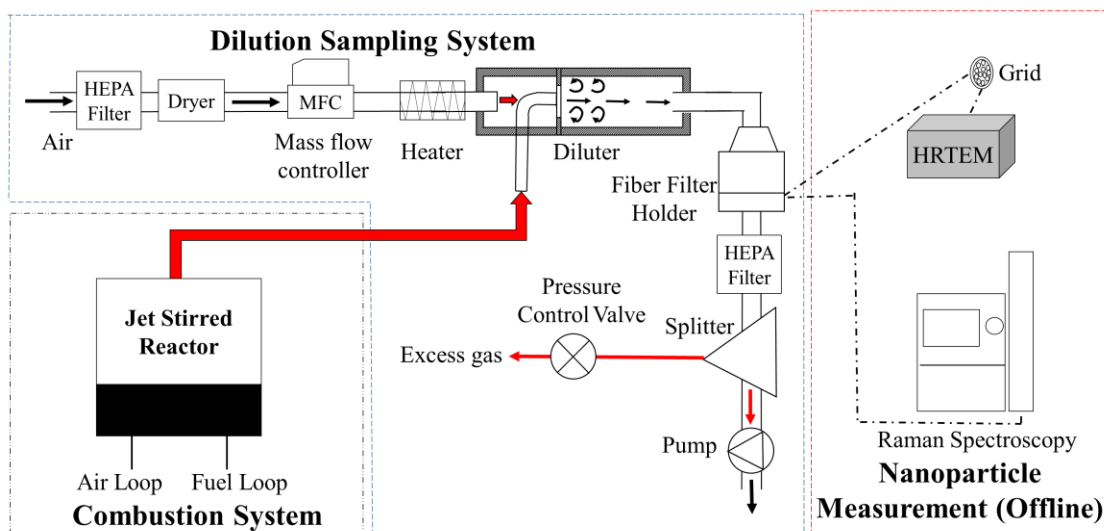 Dilution Sampling System
HEPA
Filter
Dryer
MFC
Air
Mass flow
controller
Heater
Diluter
Fiber Filter
Holder
HEPA
Filter
Pressure
Control Valve
Splitter
Excess gas
Pump
Jet Stirred
Reactor
Air Loop
Fuel Loop
Combustion System
Grid
HRTEM
Raman Spectroscopy
Nanoparticle
Measurement (Offline)